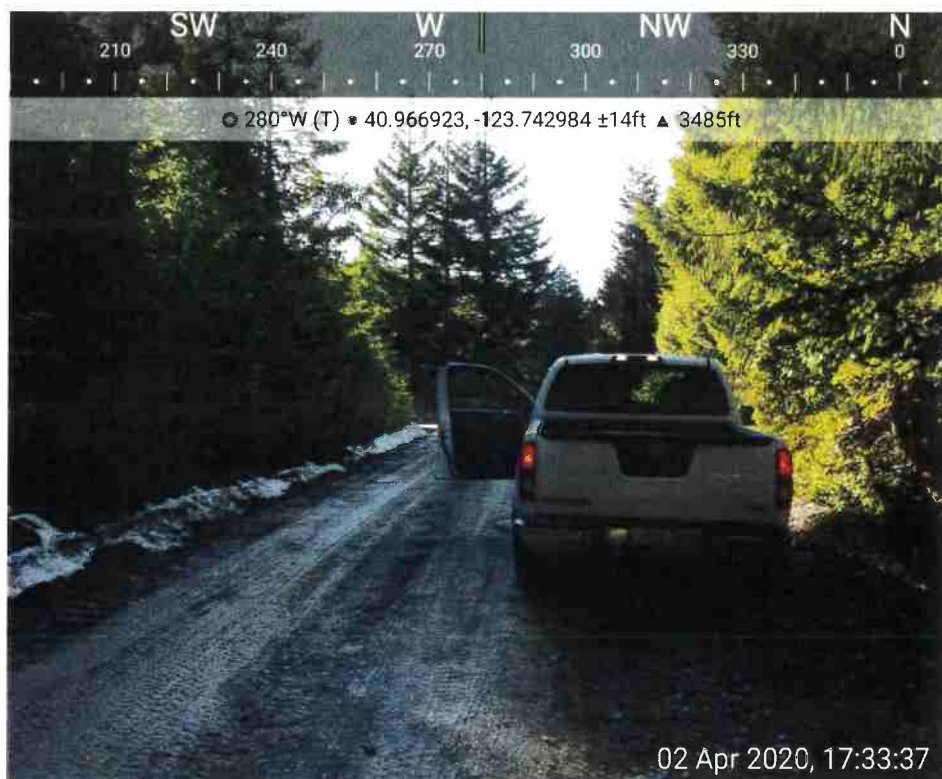 SW W NW N
210 240 270 300 330 0
280°W (T) 40.966923, -123.742984 ±14ft ▲ 3485ft
02 Apr 2020, 17:33:37